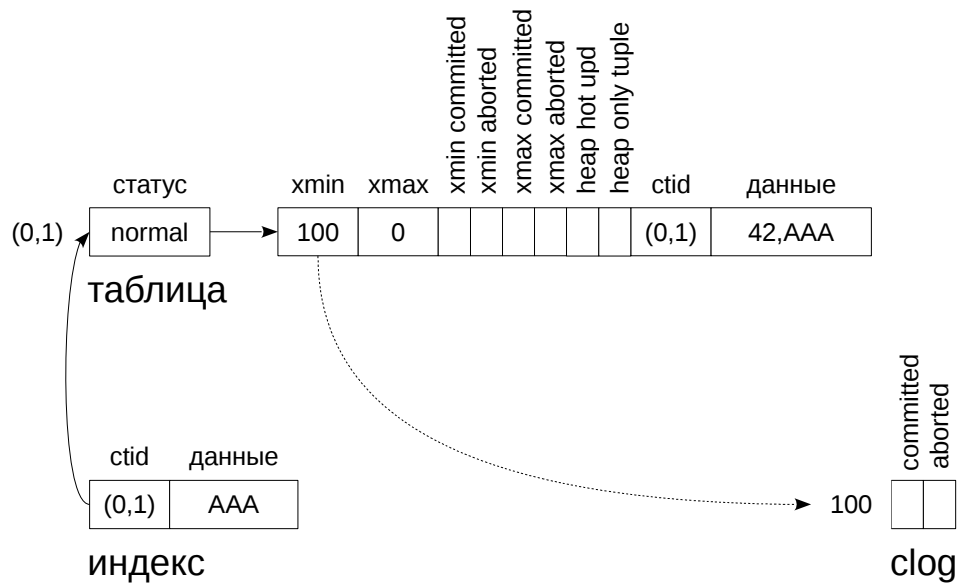 xmin committed
xmin aborted
xmax committed
xmax aborted
heap hot upd
heap only tuple
статус xmin xmax ctid данные
(0,1) normal 100 0 (0,1) 42,AAA
таблица
committed
aborted
ctid данные
(0,1) AAA 100
индекс clog